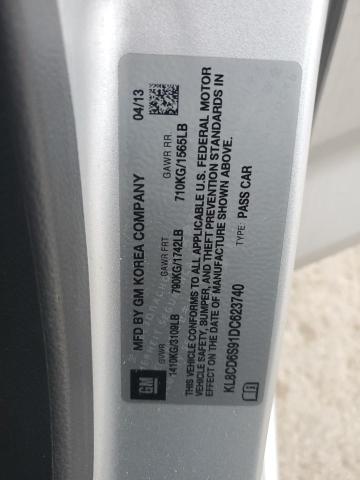 MFD BY GM KOREA COMPANY 04/13
GVWR GAWR FRT GAWR RR
1410KG/3109LB 790KG/1742LB 710KG/1565LB
THIS VEHICLE CONFORMS TO ALL APPLICABLE U.S. FEDERAL MOTOR
VEHICLE SAFETY, BUMPER, AND THEFT PREVENTION STANDARDS IN
EFFECT ON THE DATE OF MANUFACTURE SHOWN ABOVE.
KL8CD6S91DC623740 TYPE: PASS CAR
GM